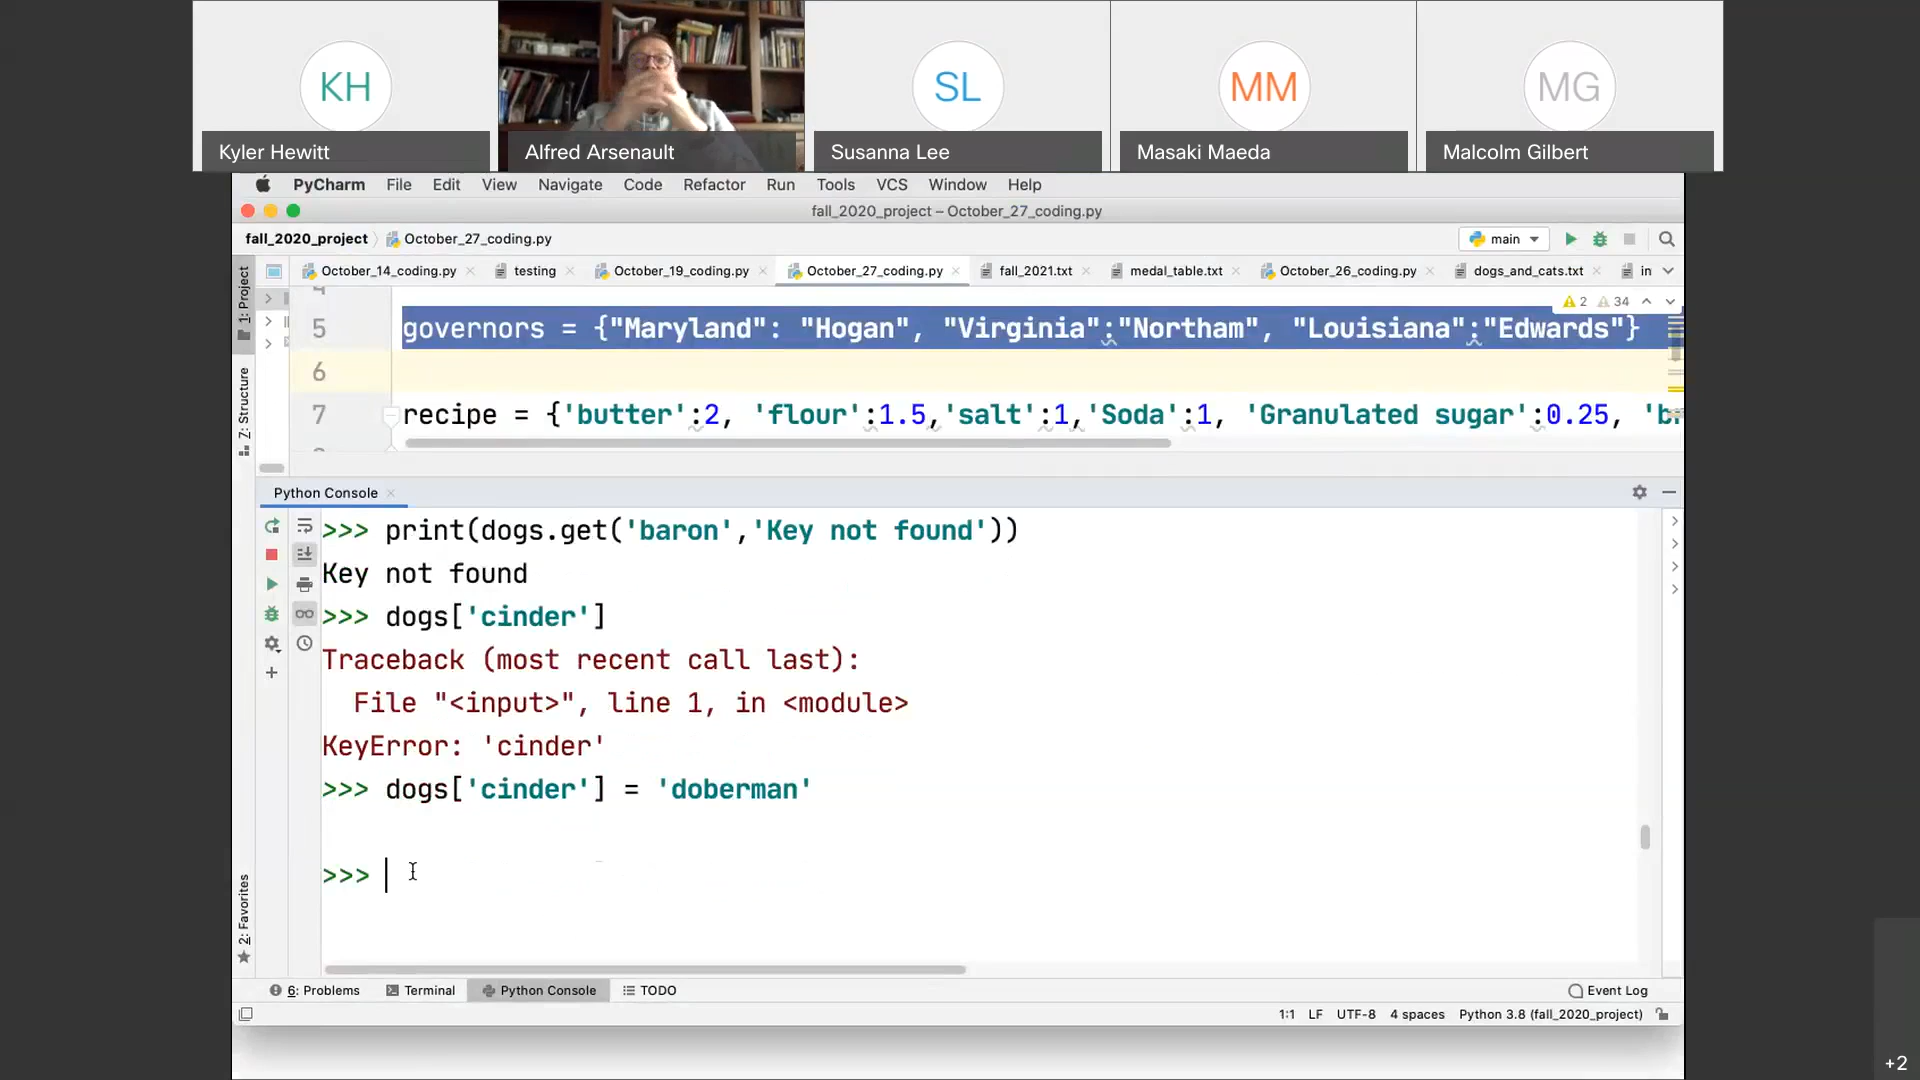 KH
SL
MM
MG
Kyler Hewitt
Alfred Arsenault
Susanna Lee
Masaki Maeda
Malcolm Gilbert
PyCharm File Edit View Navigate Code Refactor Run Tools VCS Window Help
fall_2020_project – October_27_coding.py
fall_2020_project October_27_coding.py
main
1: Project
October_14_coding.py testing October_19_coding.py October_27_coding.py fall_2021.txt medal_table.txt October_26_coding.py dogs_and_cats.txt in
2 34
4
5 governors = {"Maryland": "Hogan", "Virginia":"Northam", "Louisiana":"Edwards"}
6
7 recipe = {'butter':2, 'flour':1.5,'salt':1,'Soda':1, 'Granulated sugar':0.25, 'br
Z: Structure
Python Console
>>> print(dogs.get('baron','Key not found'))
Key not found
>>> dogs['cinder']
Traceback (most recent call last):
File "<input>", line 1, in <module>
KeyError: 'cinder'
>>> dogs['cinder'] = 'doberman'
>>>
2: Favorites
6: Problems Terminal Python Console TODO Event Log
1:1 LF UTF-8 4 spaces Python 3.8 (fall_2020_project)
+2